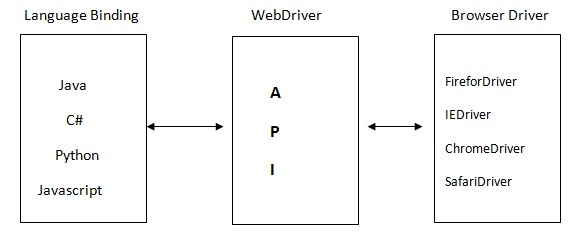 Language Binding
Java
C#
Python
Javascript
WebDriver
A
P
I
Browser Driver
FireforDriver
IEDriver
ChromeDriver
SafariDriver